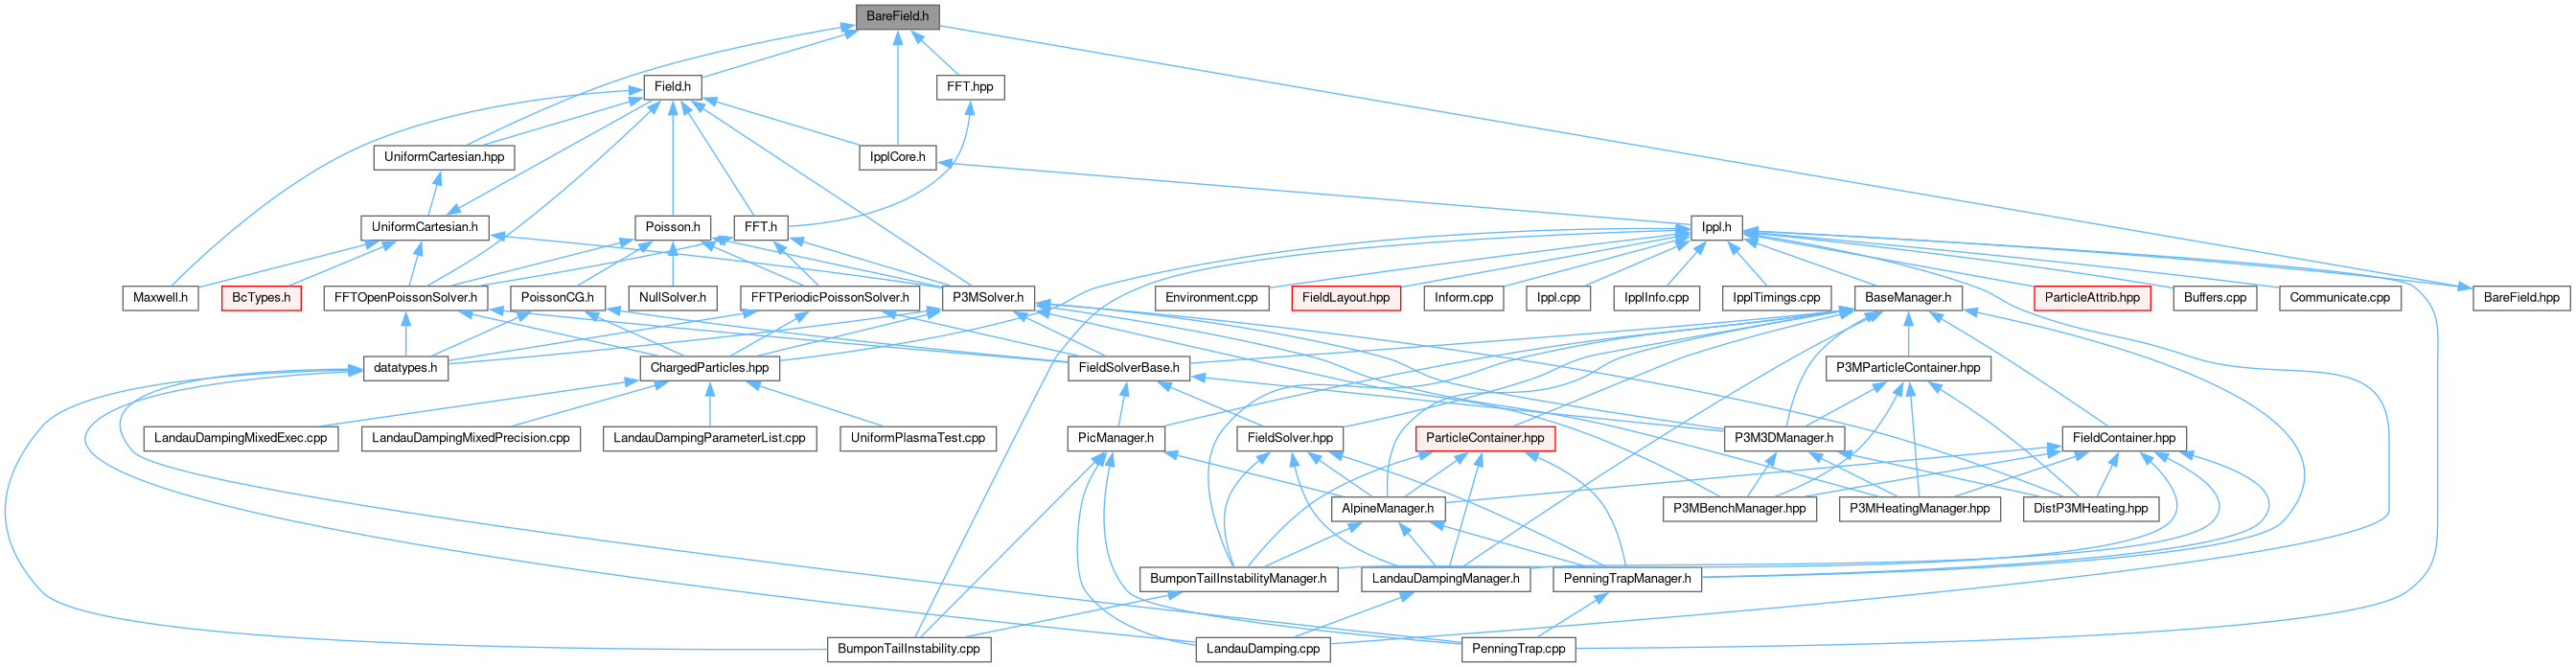 BareField.h
Field.h
FFT.hpp
UniformCartesian.hpp
IpplCore.h
UniformCartesian.h
Poisson.h
FFT.h
Ippl.h
Maxwell.h
BcTypes.h
FFTOpenPoissonSolver.h
PoissonCG.h
NullSolver.h
FFTPeriodicPoissonSolver.h
P3MSolver.h
Environment.cpp
FieldLayout.hpp
Inform.cpp
Ippl.cpp
IpplInfo.cpp
IpplTimings.cpp
BaseManager.h
ParticleAttrib.hpp
Buffers.cpp
Communicate.cpp
BareField.hpp
datatypes.h
ChargedParticles.hpp
FieldSolverBase.h
P3MParticleContainer.hpp
LandauDampingMixedExec.cpp
LandauDampingMixedPrecision.cpp
LandauDampingParameterList.cpp
UniformPlasmaTest.cpp
PicManager.h
FieldSolver.hpp
ParticleContainer.hpp
P3M3DManager.h
FieldContainer.hpp
AlpineManager.h
P3MBenchManager.hpp
P3MHeatingManager.hpp
DistP3MHeating.hpp
BumponTailInstabilityManager.h
LandauDampingManager.h
PenningTrapManager.h
BumponTailInstability.cpp
LandauDamping.cpp
PenningTrap.cpp